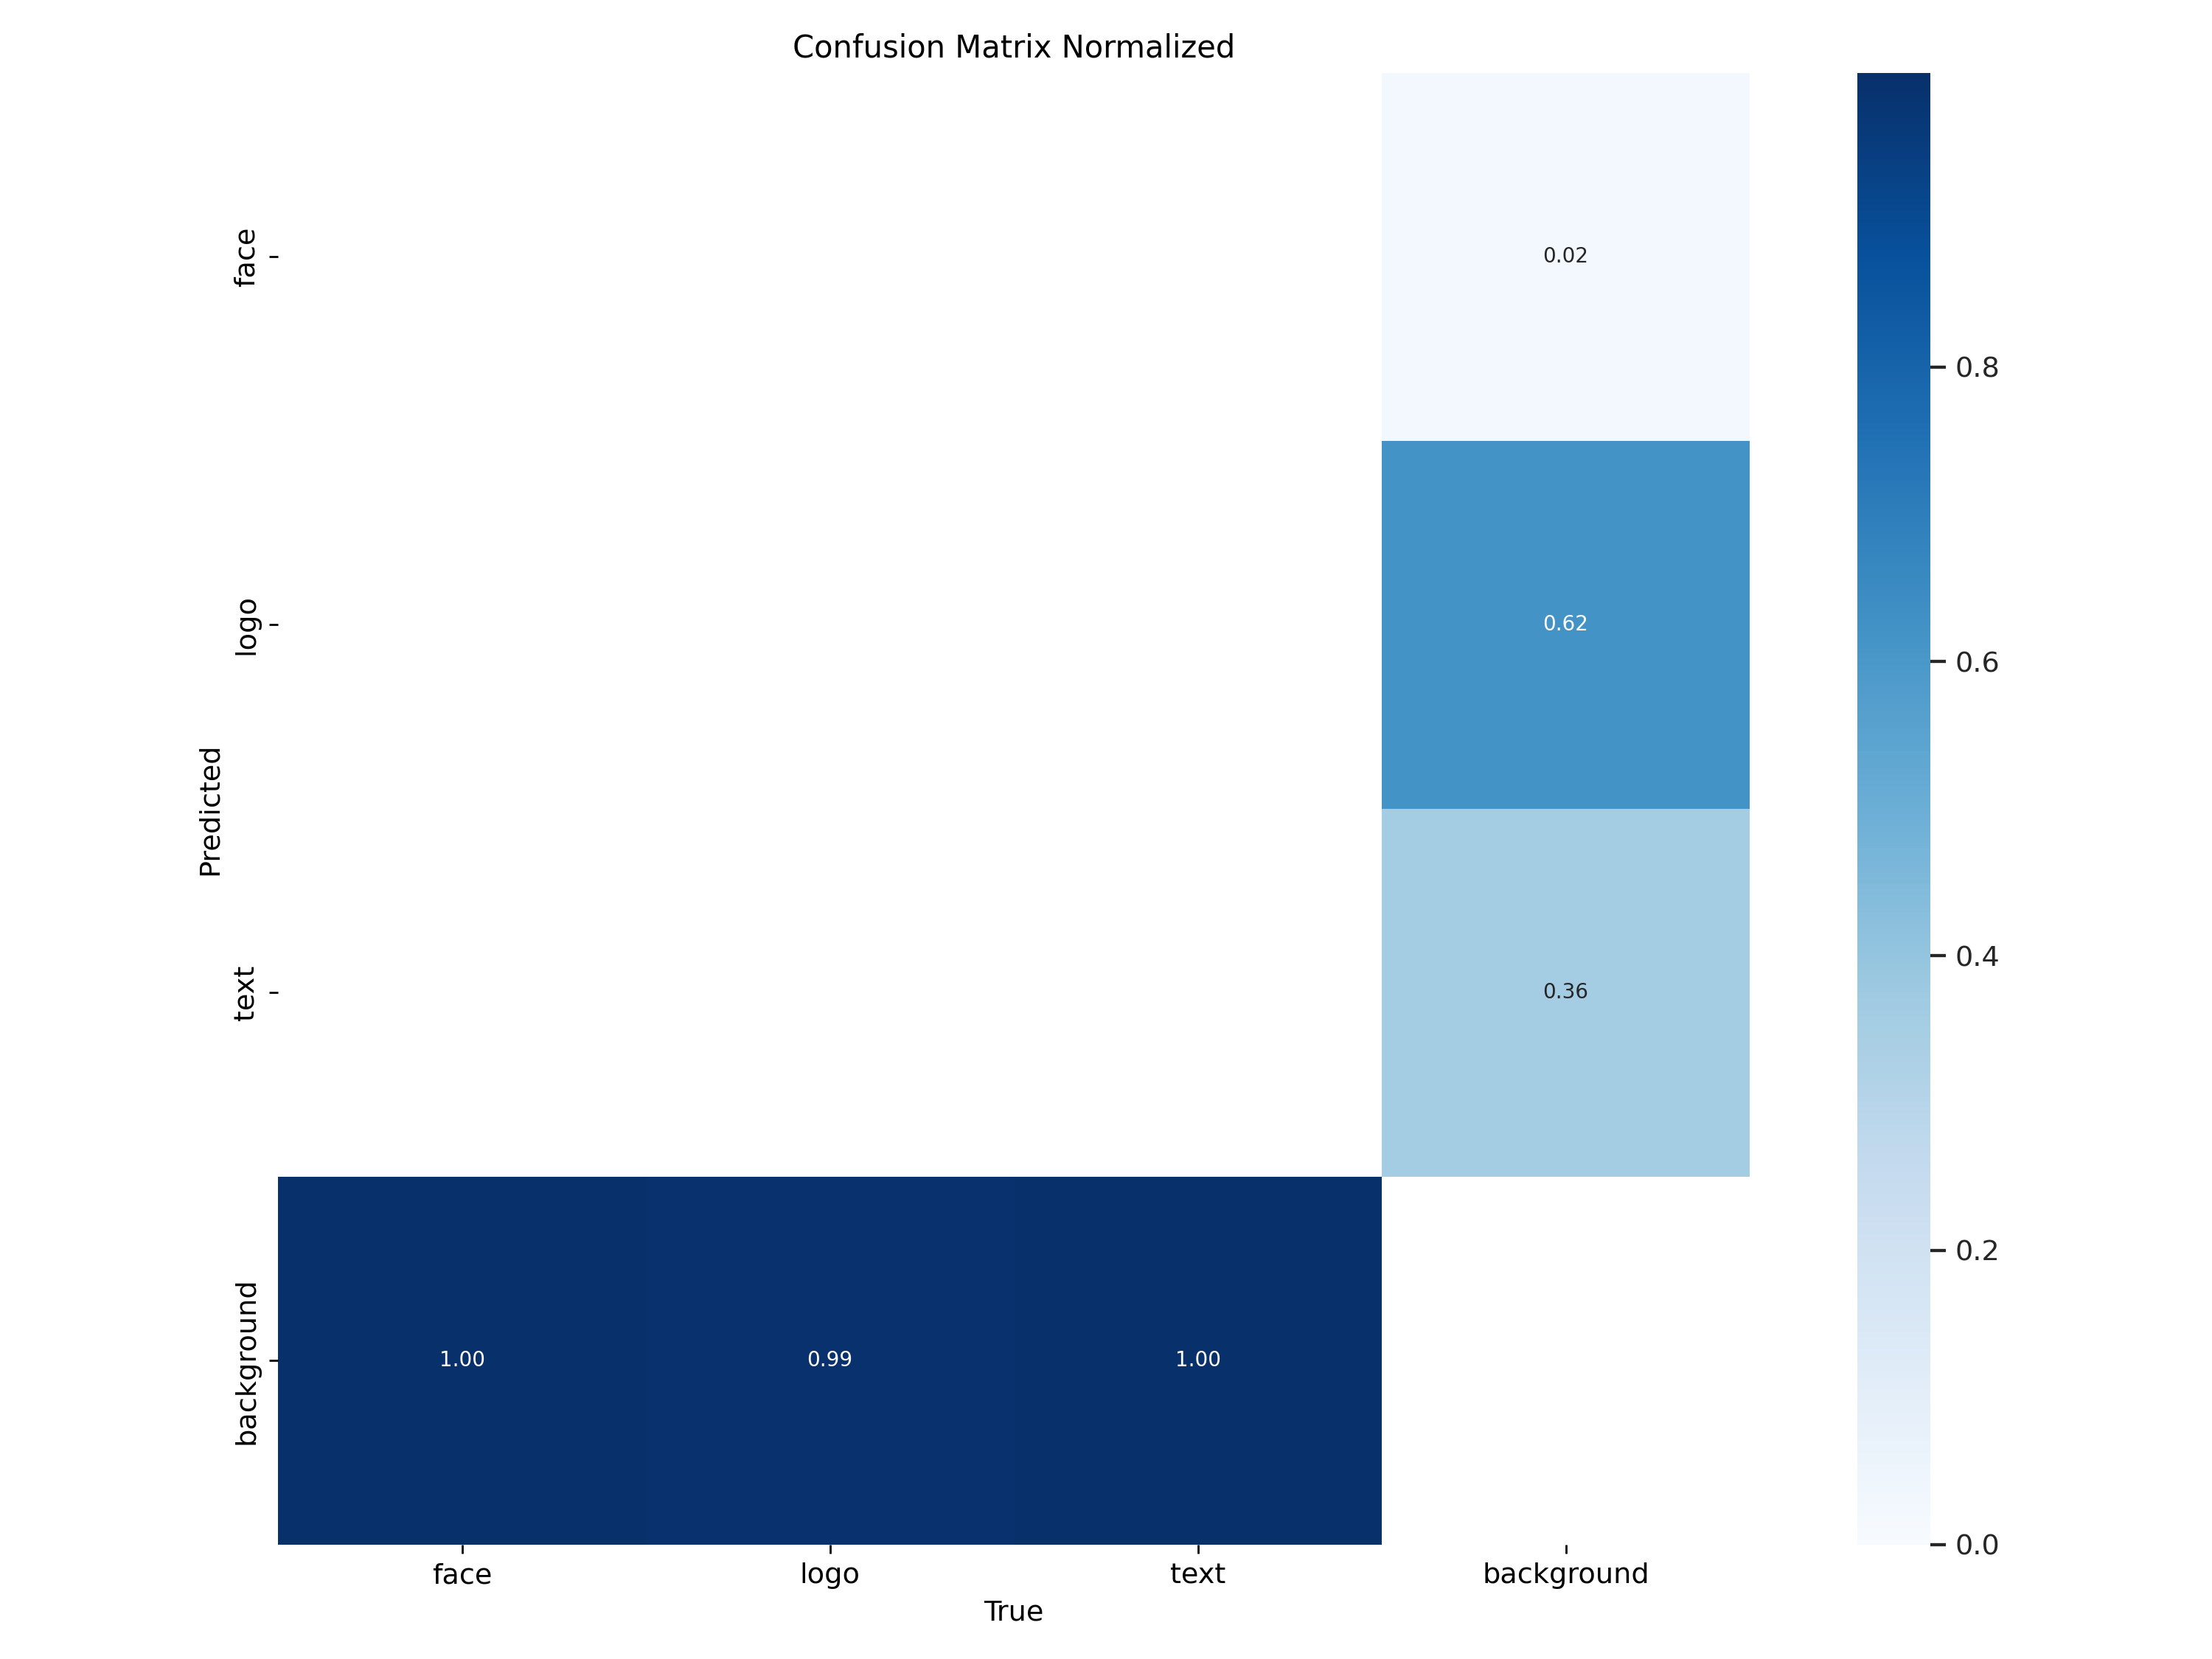 Confusion Matrix Normalized
face
0.02
0.8
logo
0.62
0.6
Predicted
text
0.36
0.4
0.2
background
1.00
0.99
1.00
0.0
face
logo
text
background
True